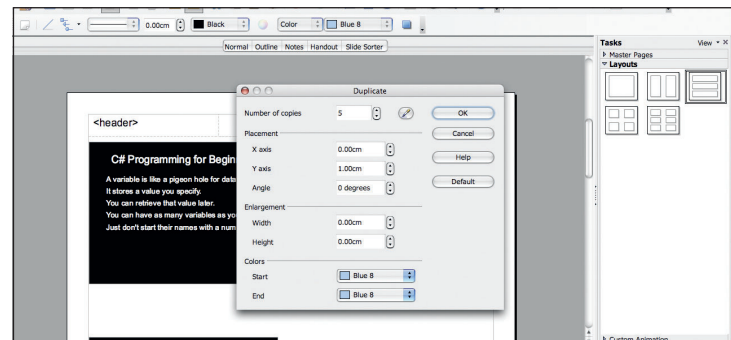 0.00cm Black Color Blue 8
Normal Outline Notes Handout Slide Sorter
Tasks View
Master Pages
Layouts
Duplicate
Number of copies 5 OK
Placement Cancel
X axis 0.00cm
Help
Y axis 1.00cm
Default
Angle 0 degrees
Enlargement
Width 0.00cm
Height 0.00cm
Colors
Start Blue 8
End Blue 8
<header>
C# Programming for Begin
A variable is like a pigeon hole for data
It stores a value you specify.
You can retrieve that value later.
You can have as many variables as yo
Just don't start their names with a num
Custom Animation